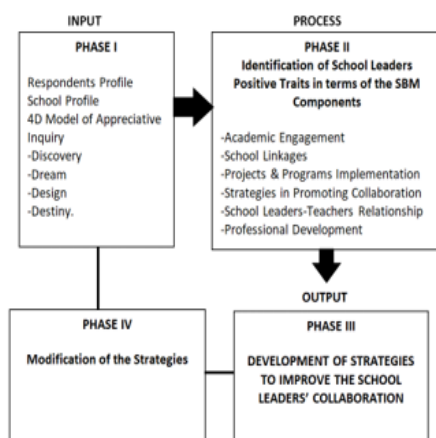 INPUT
PHASE I
Respondents Profile
School Profile
4D Model of Appreciative
Inquiry
-Discovery
-Dream
-Design
-Destiny.
PROCESS
PHASE II
Identification of School Leaders
Positive Traits in terms of the SBM
Components
-Academic Engagement
-School Linkages
-Projects & Programs Implementation
-Strategies in Promoting Collaboration
-School Leaders-Teachers Relationship
-Professional Development
OUTPUT
PHASE III
DEVELOPMENT OF STRATEGIES
TO IMPROVE THE SCHOOL
LEADERS' COLLABORATION
PHASE IV
Modification of the Strategies